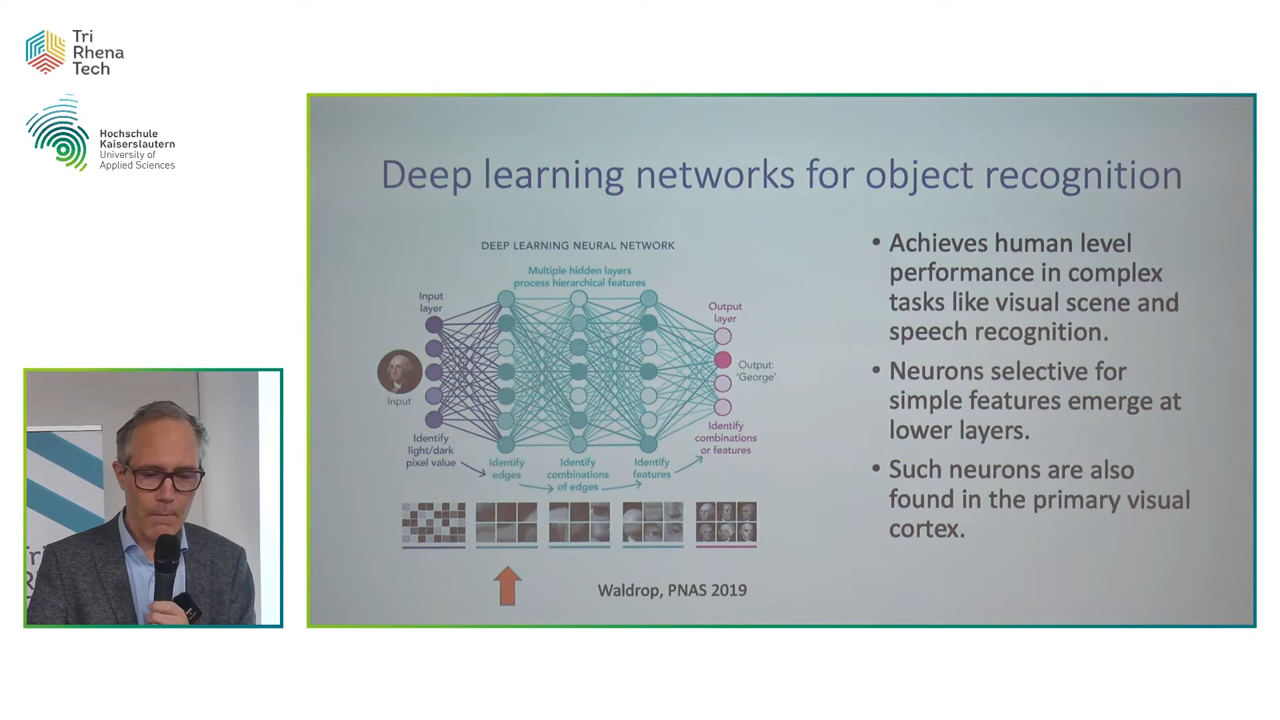 Tri
Rhena
Tech
Hochschule
Kaiserslautern
University of
Applied Sciences
Deep learning networks for object recognition
DEEP LEARNING NEURAL NETWORK
Multiple hidden layers
process hierarchical features
Input
layer
Output
layer
Input
Output:
'George'
Identify
light/dark
pixel value
Identify
edges
Identify
combinations
of edges
Identify
features
Identify
combinations
or features
Waldrop, PNAS 2019
• Achieves human level
performance in complex
tasks like visual scene and
speech recognition.
• Neurons selective for
simple features emerge at
lower layers.
• Such neurons are also
found in the primary visual
cortex.